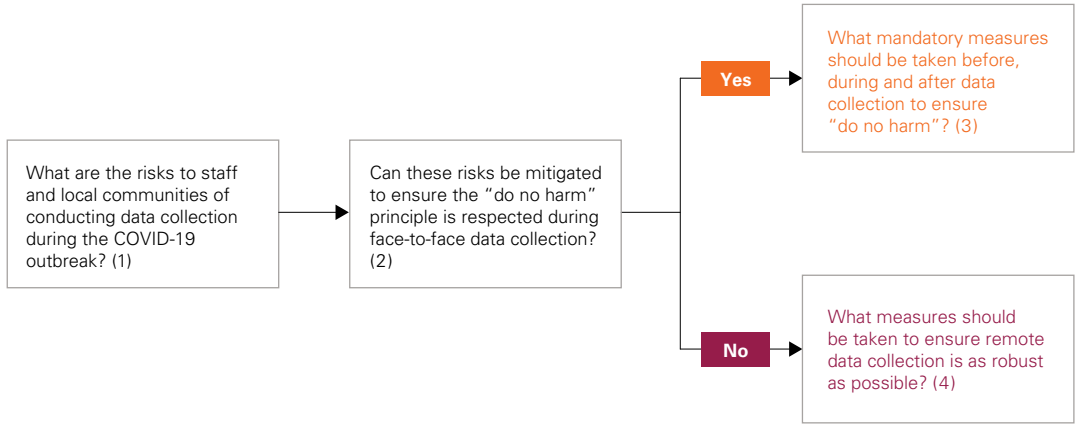 What are the risks to staff
and local communities of
conducting data collection
during the COVID-19
outbreak? (1)
Can these risks be mitigated
to ensure the “do no harm”
principle is respected during
face-to-face data collection?
(2)
Yes
What mandatory measures
should be taken before,
during and after data
collection to ensure
“do no harm”? (3)
No
What measures should
be taken to ensure remote
data collection is as robust
as possible? (4)